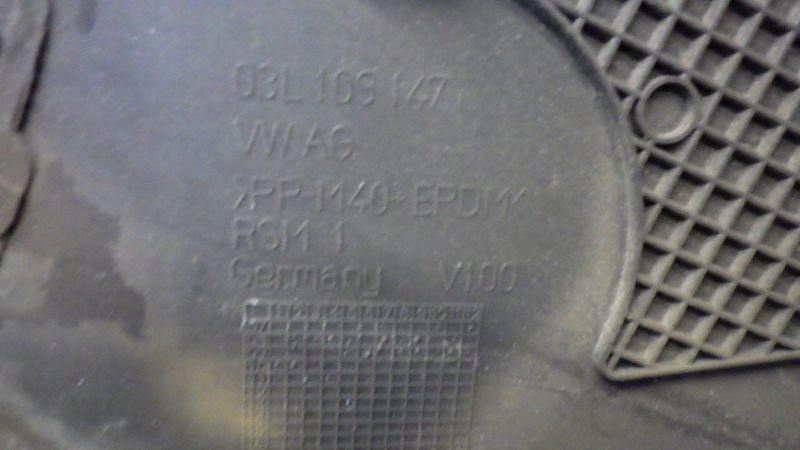 03L 109 147
VW AG
>PP-M40+EPDM<
RSM 1
Germany V100